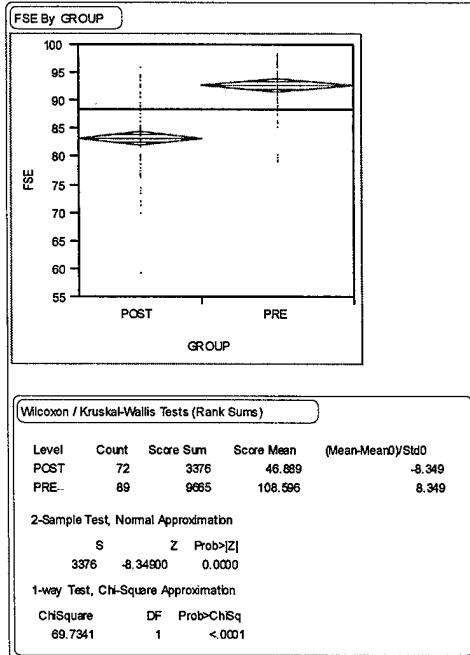 FSE By GROUP
100
95
90
85
80
75
70
65
60
55
FSE
POST PRE
GROUP
Wilcoxon / Kruskal-Wallis Tests (Rank Sums)
Level Count Score Sum Score Mean (Mean-Mean0)/Std0
POST 72 3376 46.889 -8.349
PRE-- 89 9665 108.596 8.349
2-Sample Test, Normal Approximation
S Z Prob>|Z|
3376 -8.34900 0.0000
1-way Test, Chi-Square Approximation
ChiSquare DF Prob>ChiSq
69.7341 1 <.0001